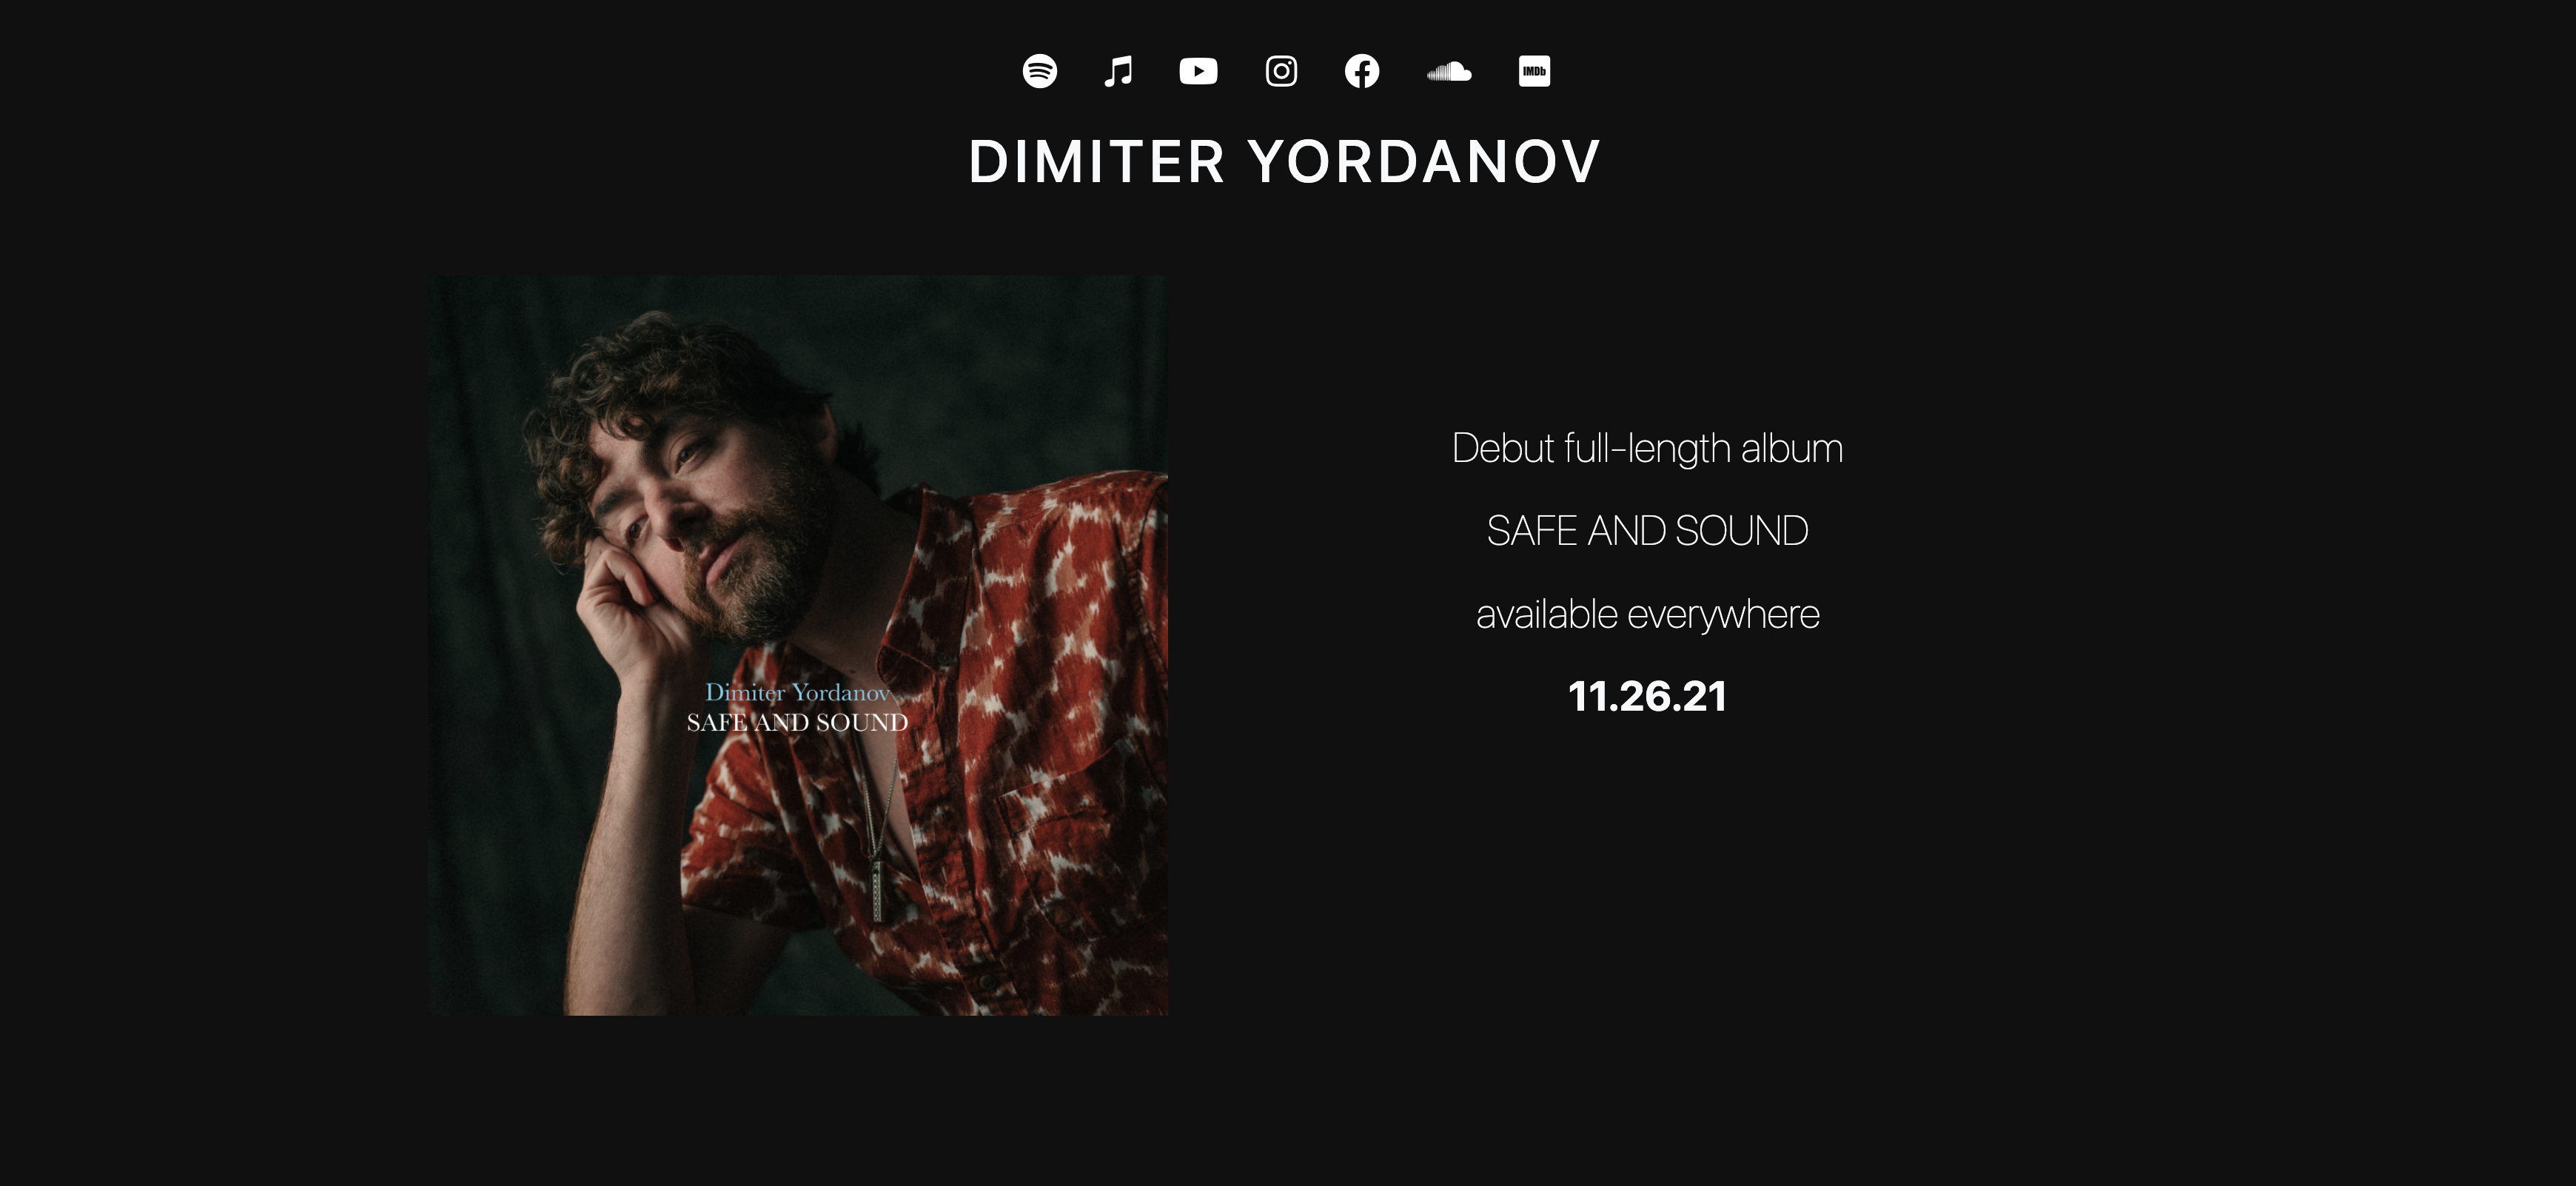 IMDb
DIMITER YORDANOV
Dimiter Yordanov
SAFE AND SOUND
Debut full-length album
SAFE AND SOUND
available everywhere
11.26.21